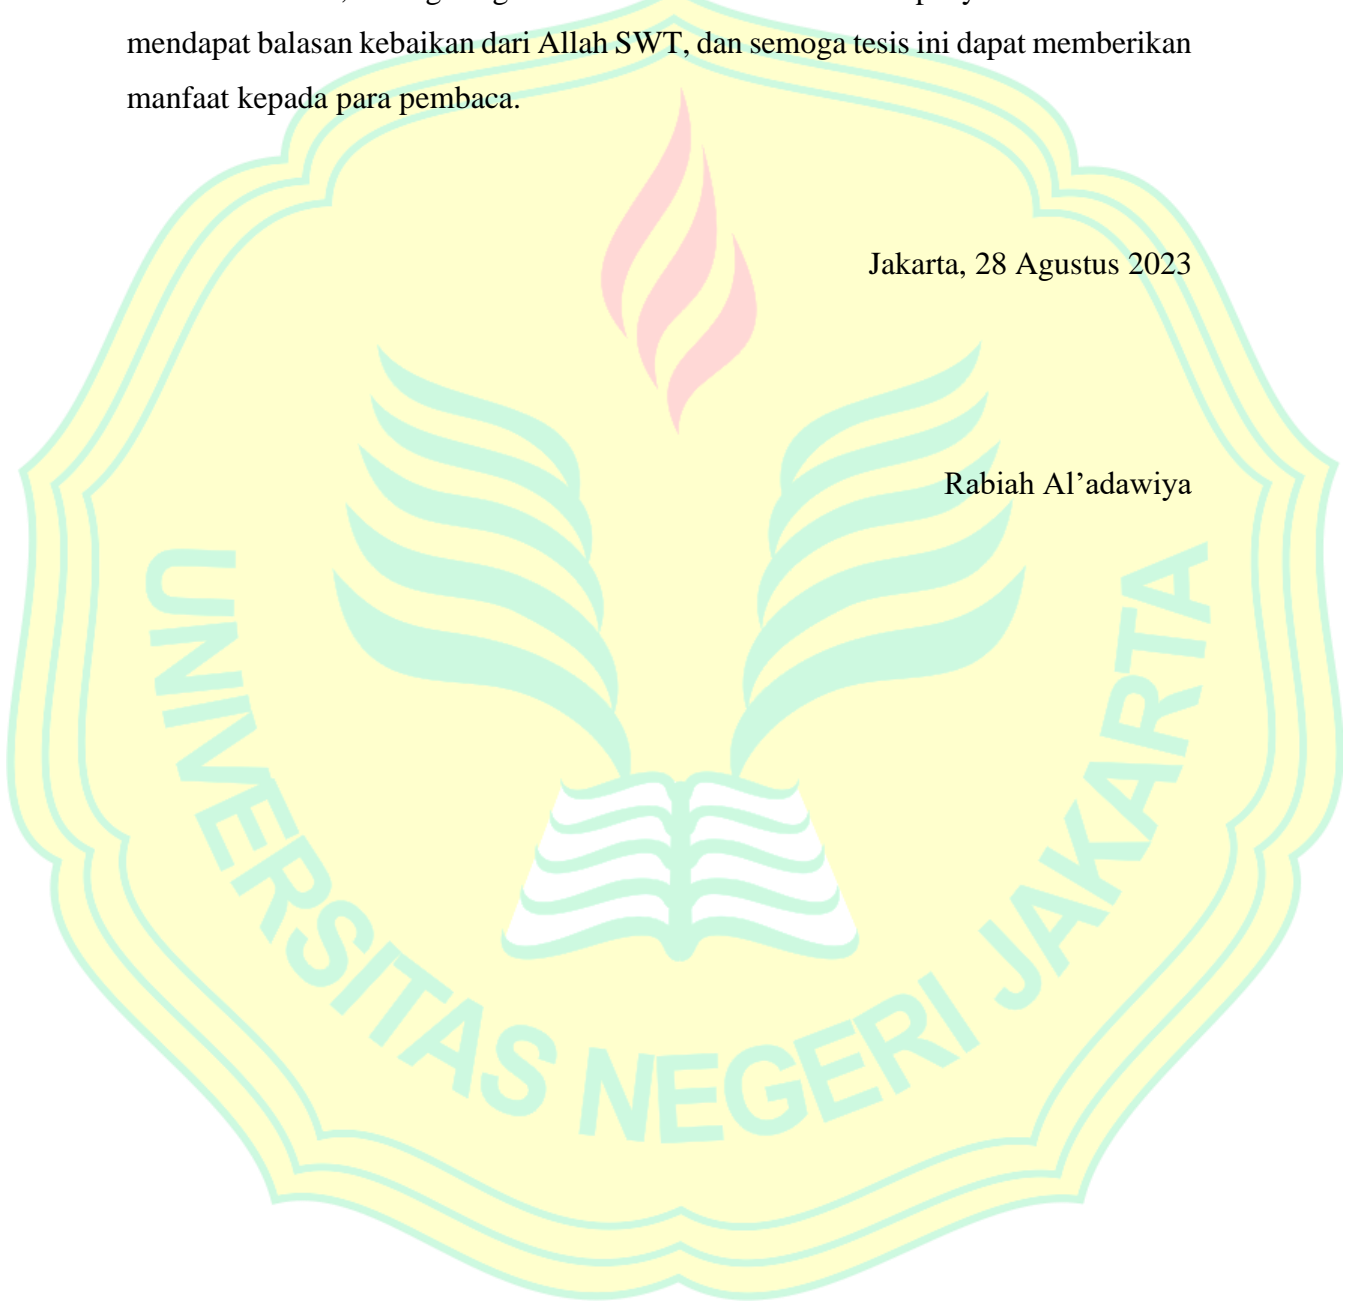 mendapat balasan kebaikan dari Allah SWT, dan semoga tesis ini dapat memberikan
manfaat kepada para pembaca.
Jakarta, 28 Agustus 2023
Rabiah Al’adawiya
UNIVERSITAS NEGERI JAKARTA